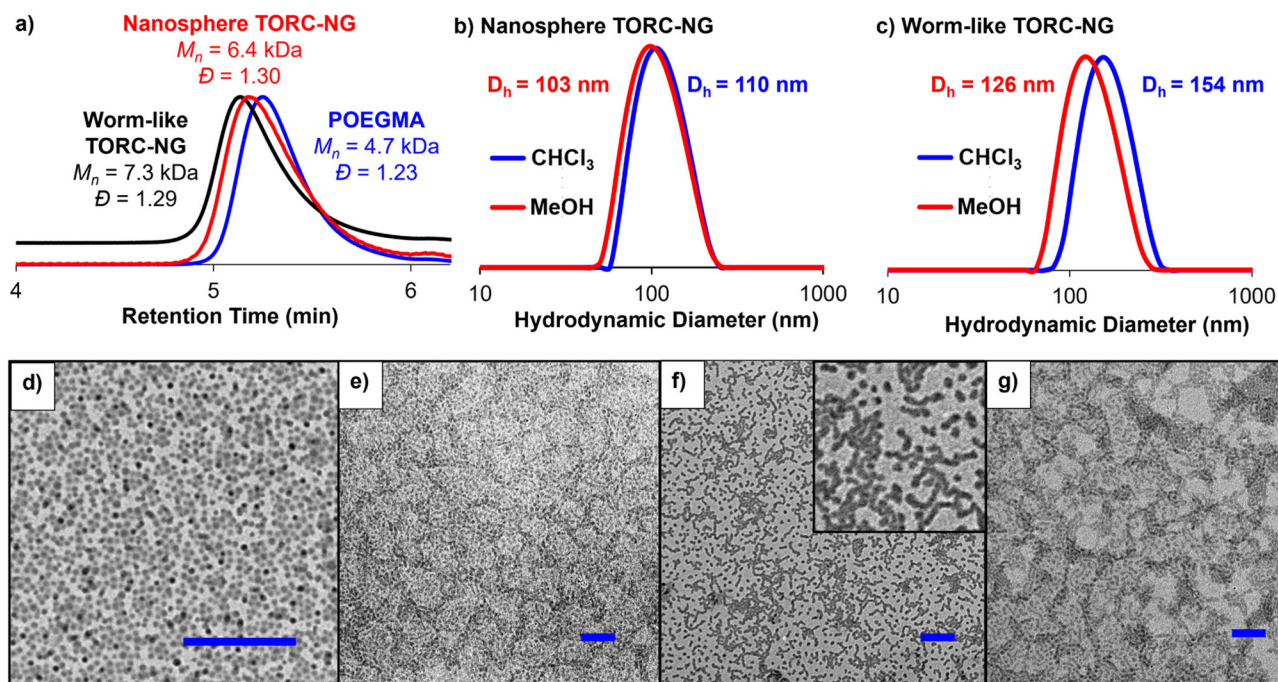 a)
Nanosphere TORC-NG
Mn = 6.4 kDa
Đ = 1.30
Worm-like
TORC-NG
Mn = 7.3 kDa
Đ = 1.29
POEGMA
Mn = 4.7 kDa
Đ = 1.23
4 5 6
Retention Time (min)
b) Nanosphere TORC-NG
Dh = 103 nm
Dh = 110 nm
CHCl3
MeOH
10 100 1000
Hydrodynamic Diameter (nm)
c) Worm-like TORC-NG
Dh = 126 nm
Dh = 154 nm
CHCl3
MeOH
10 100 1000
Hydrodynamic Diameter (nm)
d)
e)
f)
g)